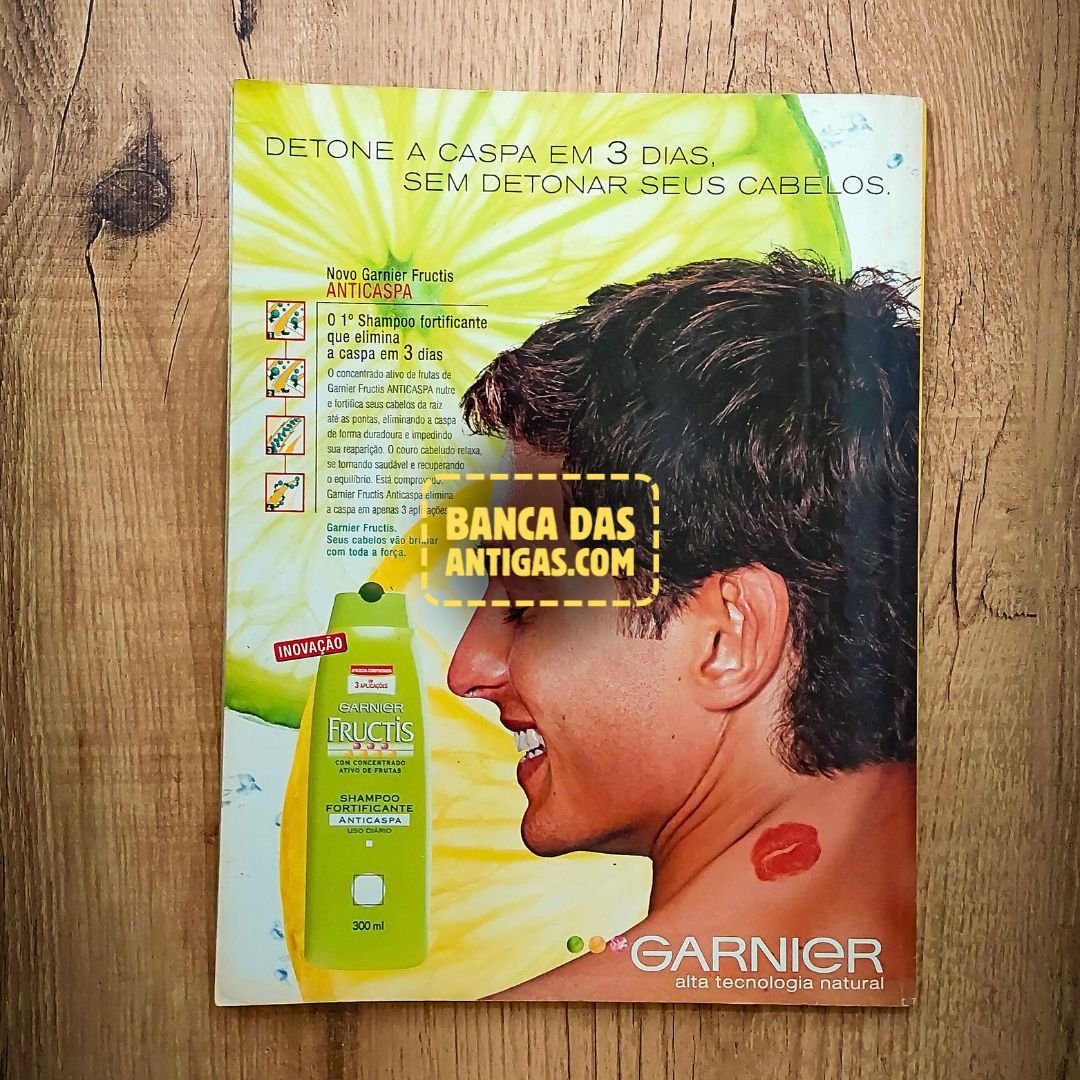 DETONE A CASPA EM 3 DIAS,
SEM DETONAR SEUS CABELOS.
Novo Garnier Fructis
ANTICASPA
O 1º Shampoo fortificante
que elimina
a caspa em 3 dias
O concentrado ativo de frutas de
Garnier Fructis ANTICASPA nutre
e fortifica seus cabelos da raiz
até as pontas, eliminando a caspa
de forma duradoura e impedindo
sua reaparição. O couro cabeludo relaxa,
se tornando saudável e recuperando
o equilíbrio. Está comprovado:
Garnier Fructis Anticaspa elimina
a caspa em apenas 3 aplicações
Garnier Fructis.
Seus cabelos vão brilhar
com toda a força.
BANCA DAS
ANTIGAS.COM
1
2
3
INOVAÇÃO
EM
3 APLICAÇÕES
GARNIER
FRUCTIS
COM CONCENTRADO
ATIVO DE FRUTAS
SHAMPOO
FORTIFICANTE
ANTICASPA
USO DIÁRIO
300 ml
GARNIER
alta tecnologia natural